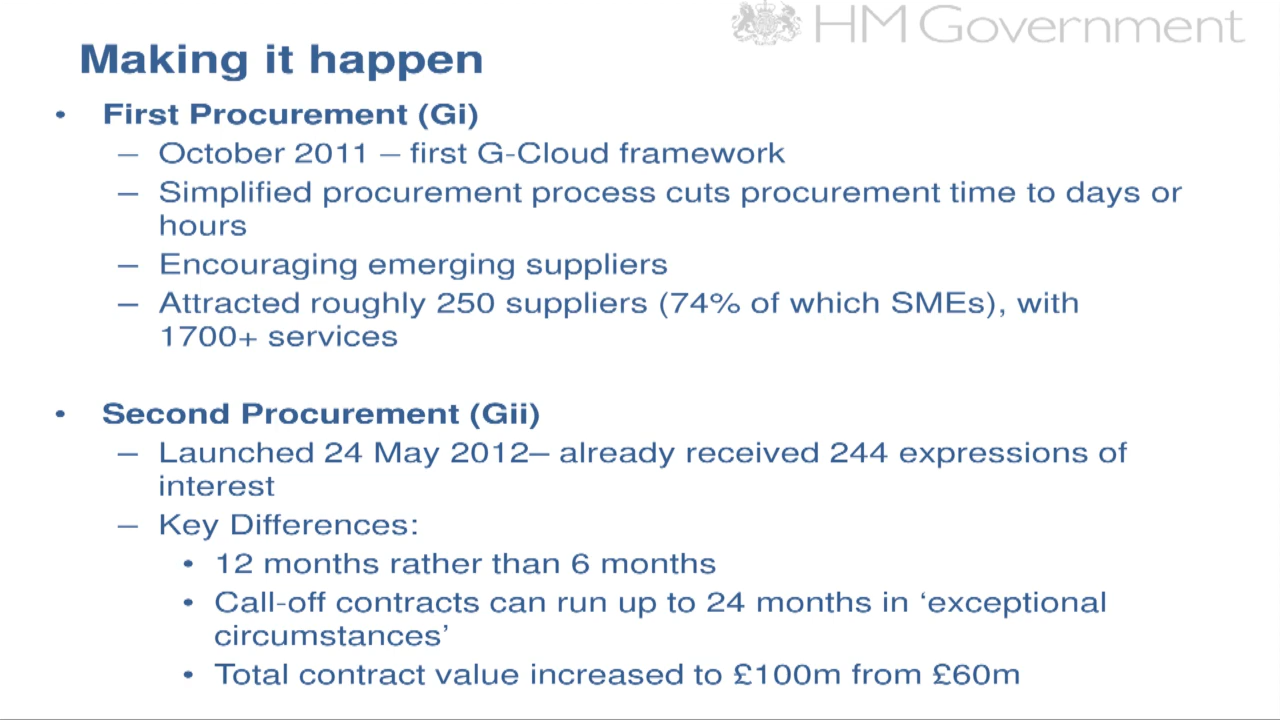 HM Government
Making it happen
• First Procurement (Gi)
– October 2011 – first G-Cloud framework
– Simplified procurement process cuts procurement time to days or
hours
– Encouraging emerging suppliers
– Attracted roughly 250 suppliers (74% of which SMEs), with
1700+ services
• Second Procurement (Gii)
– Launched 24 May 2012– already received 244 expressions of
interest
– Key Differences:
• 12 months rather than 6 months
• Call-off contracts can run up to 24 months in ‘exceptional
circumstances’
• Total contract value increased to £100m from £60m